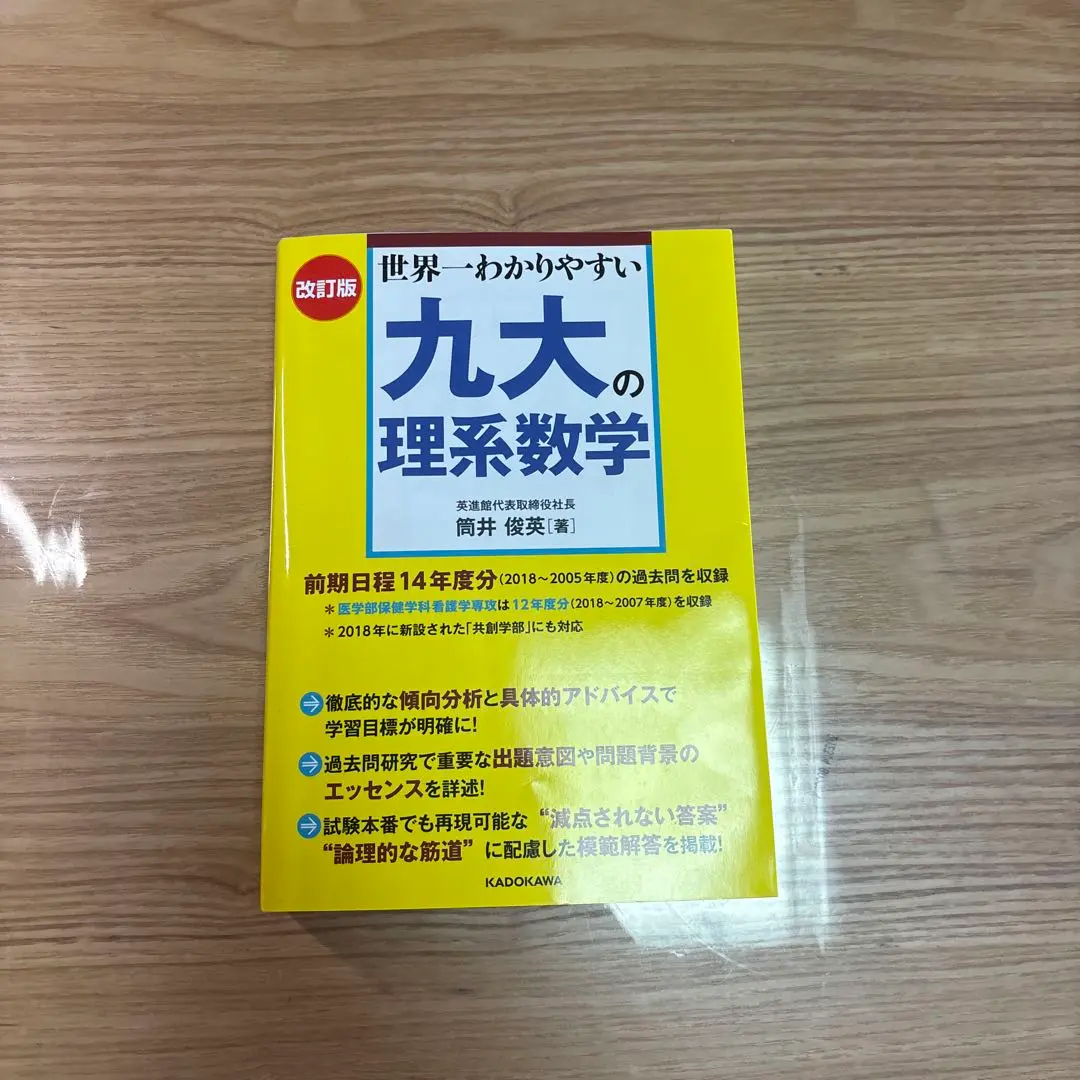 改訂版
世界一わかりやすい
九大の
理系数学
英進館代表取締役社長
筒井 俊英[著]
前期日程14年度分(2018～2005年度)の過去問を収録
＊医学部保健学科看護学専攻は12年度分(2018～2007年度)を収録
＊2018年に新設された「共創学部」にも対応
徹底的な傾向分析と具体的アドバイスで
学習目標が明確に!
過去問研究で重要な出題意図や問題背景の
エッセンスを詳述!
試験本番でも再現可能な“減点されない答案”
“論理的な筋道”に配慮した模範解答を掲載!
KADOKAWA